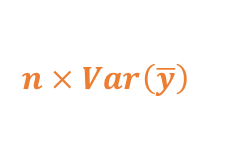 n × Var(y̅)